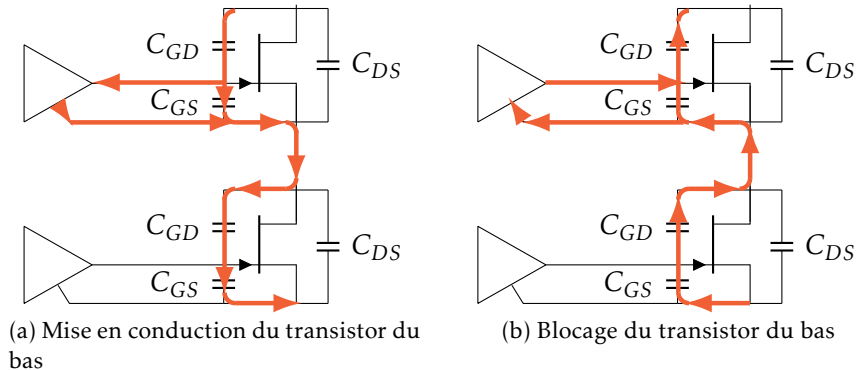 C_GD
C_GS
C_DS
C_GD
C_GS
C_DS
(a) Mise en conduction du transistor du
bas
C_GD
C_GS
C_DS
C_GD
C_GS
C_DS
(b) Blocage du transistor du bas